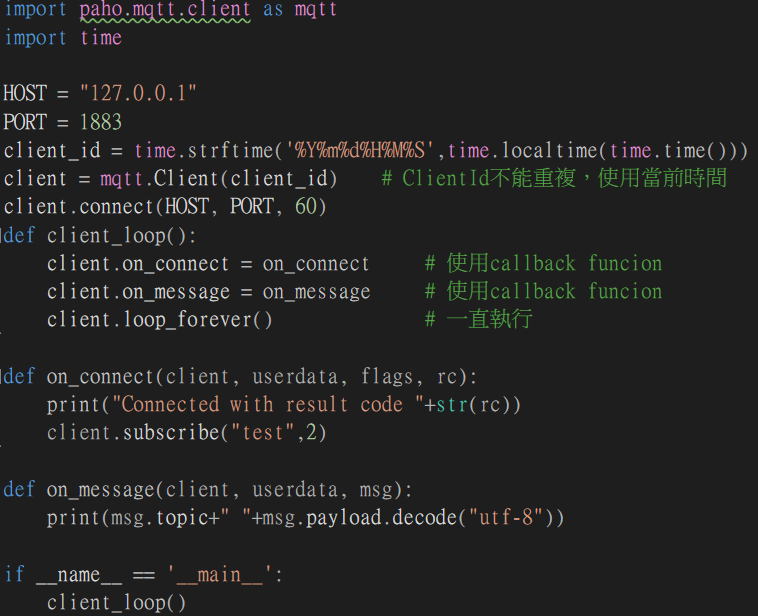 import paho.mqtt.client as mqtt
import time
HOST = "127.0.0.1"
PORT = 1883
client_id = time.strftime('%Y%m%d%H%M%S',time.localtime(time.time()))
client = mqtt.Client(client_id)    # ClientId不能重複，使用當前時間
client.connect(HOST, PORT, 60)
def client_loop():
    client.on_connect = on_connect     # 使用callback funcion
    client.on_message = on_message     # 使用callback funcion
    client.loop_forever()              # 一直執行
def on_connect(client, userdata, flags, rc):
    print("Connected with result code "+str(rc))
    client.subscribe("test",2)
def on_message(client, userdata, msg):
    print(msg.topic+" "+msg.payload.decode("utf-8"))
if __name__ == '__main__':
    client_loop()